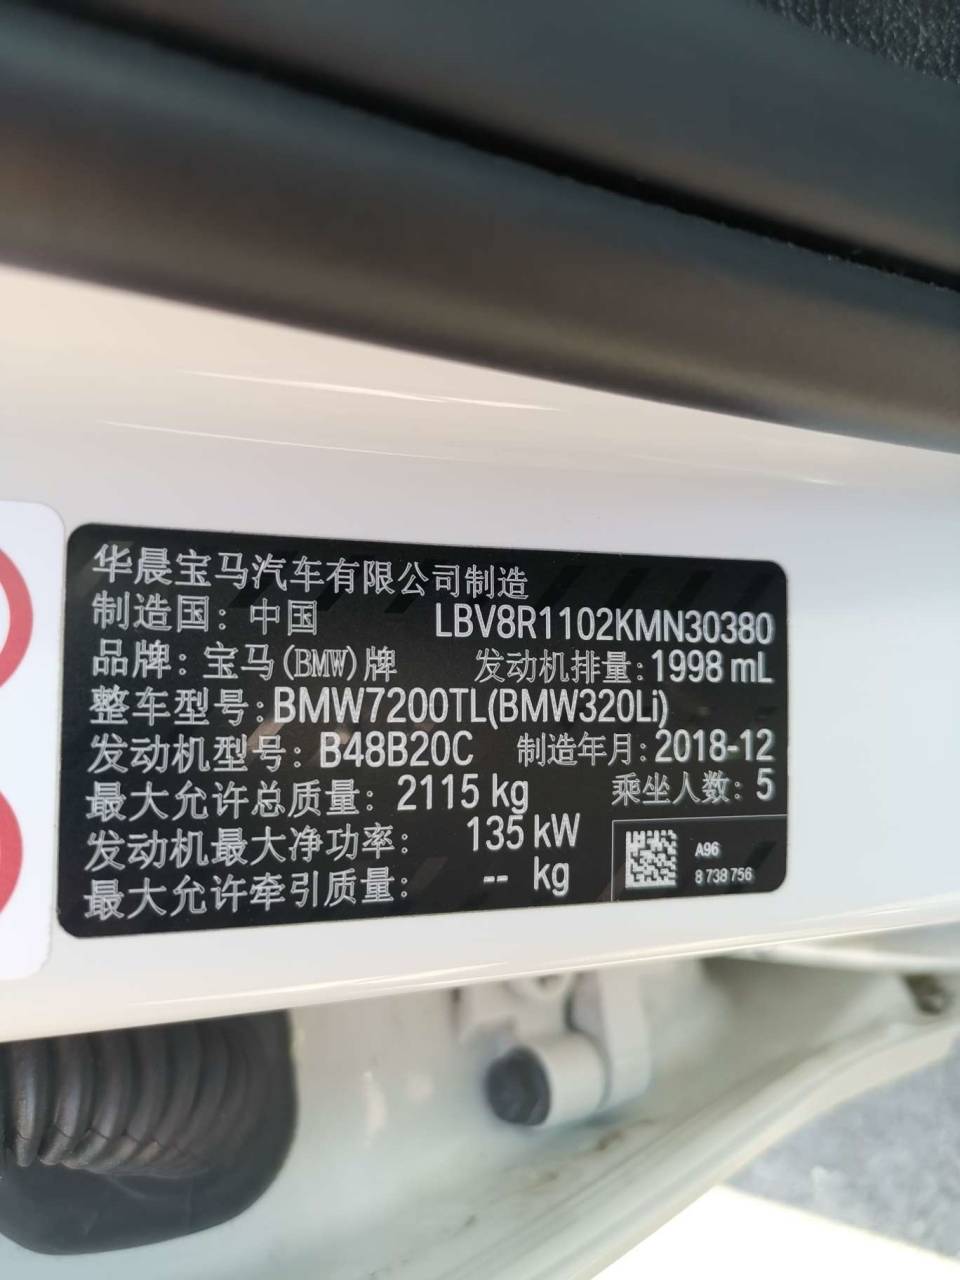 华晨宝马汽车有限公司制造
制造国：中国 LBV8R1102KMN30380
品牌：宝马(BMW)牌 发动机排量：1998 mL
整车型号：BMW7200TL(BMW320Li)
发动机型号：B48B20C 制造年月：2018-12
最大允许总质量：2115 kg 乘坐人数：5
发动机最大净功率：135 kW
最大允许牵引质量：-- kg
A96
8 738 756